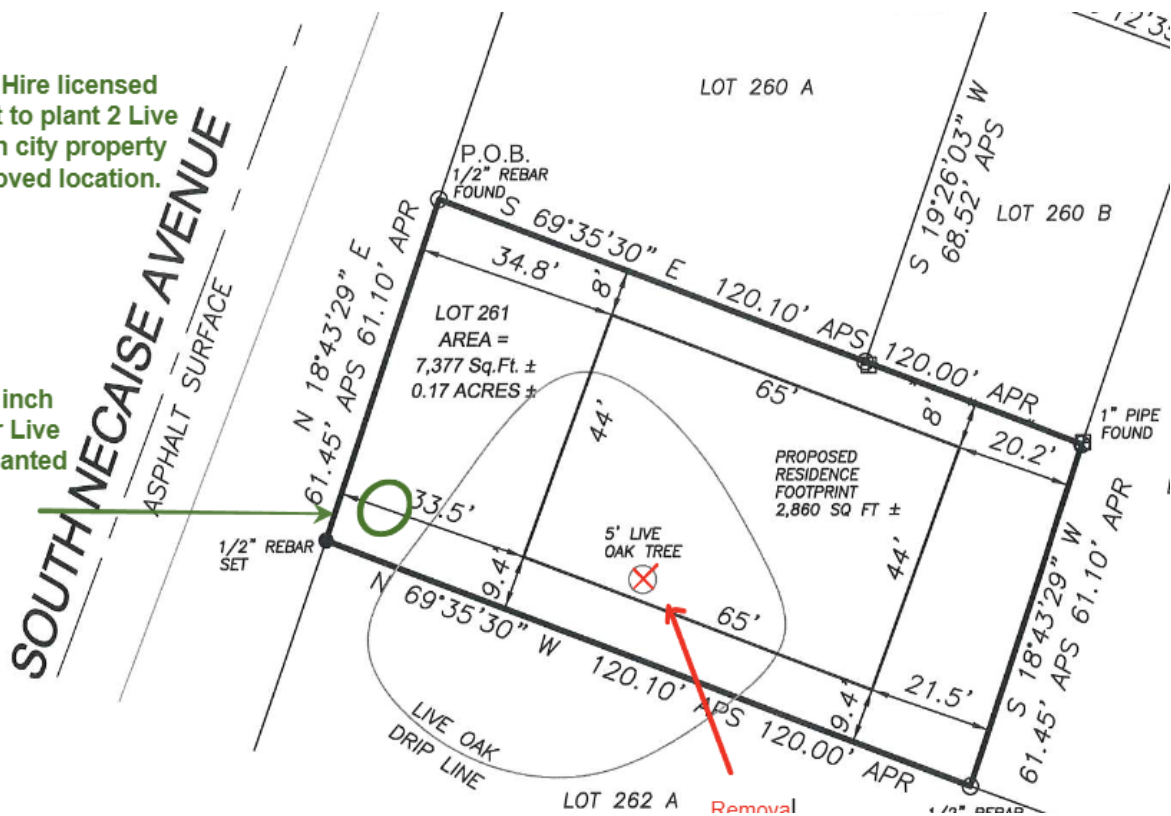 Hire licensed
to plant 2 Live
city property
location.
SOUTH NECAISE AVENUE
ASPHALT SURFACE
inch
Live
LOT 260 A
P.O.B.
1/2" REBAR
FOUND
S 69°35'30" E 120.10' APS 120.00' APR
S 19°26'03" W
68.52' APS
LOT 260 B
N 18°43'29" E
61.45' APS 61.10' APR
34.8'
8'
LOT 261
AREA =
7,377 Sq.Ft. ±
0.17 ACRES ±
65'
8'
20.2'
1" PIPE
FOUND
44'
PROPOSED
RESIDENCE
FOOTPRINT
2,860 SQ FT ±
44'
33.5'
5' LIVE
OAK TREE
1/2" REBAR
SET
9.4'
65'
9.4'
21.5'
N 69°35'30" W 120.10' APS 120.00' APR
S 18°43'29" W
61.45' APS 61.10' APR
LIVE OAK
DRIP LINE
LOT 262 A
Removal
1/2" REBAR